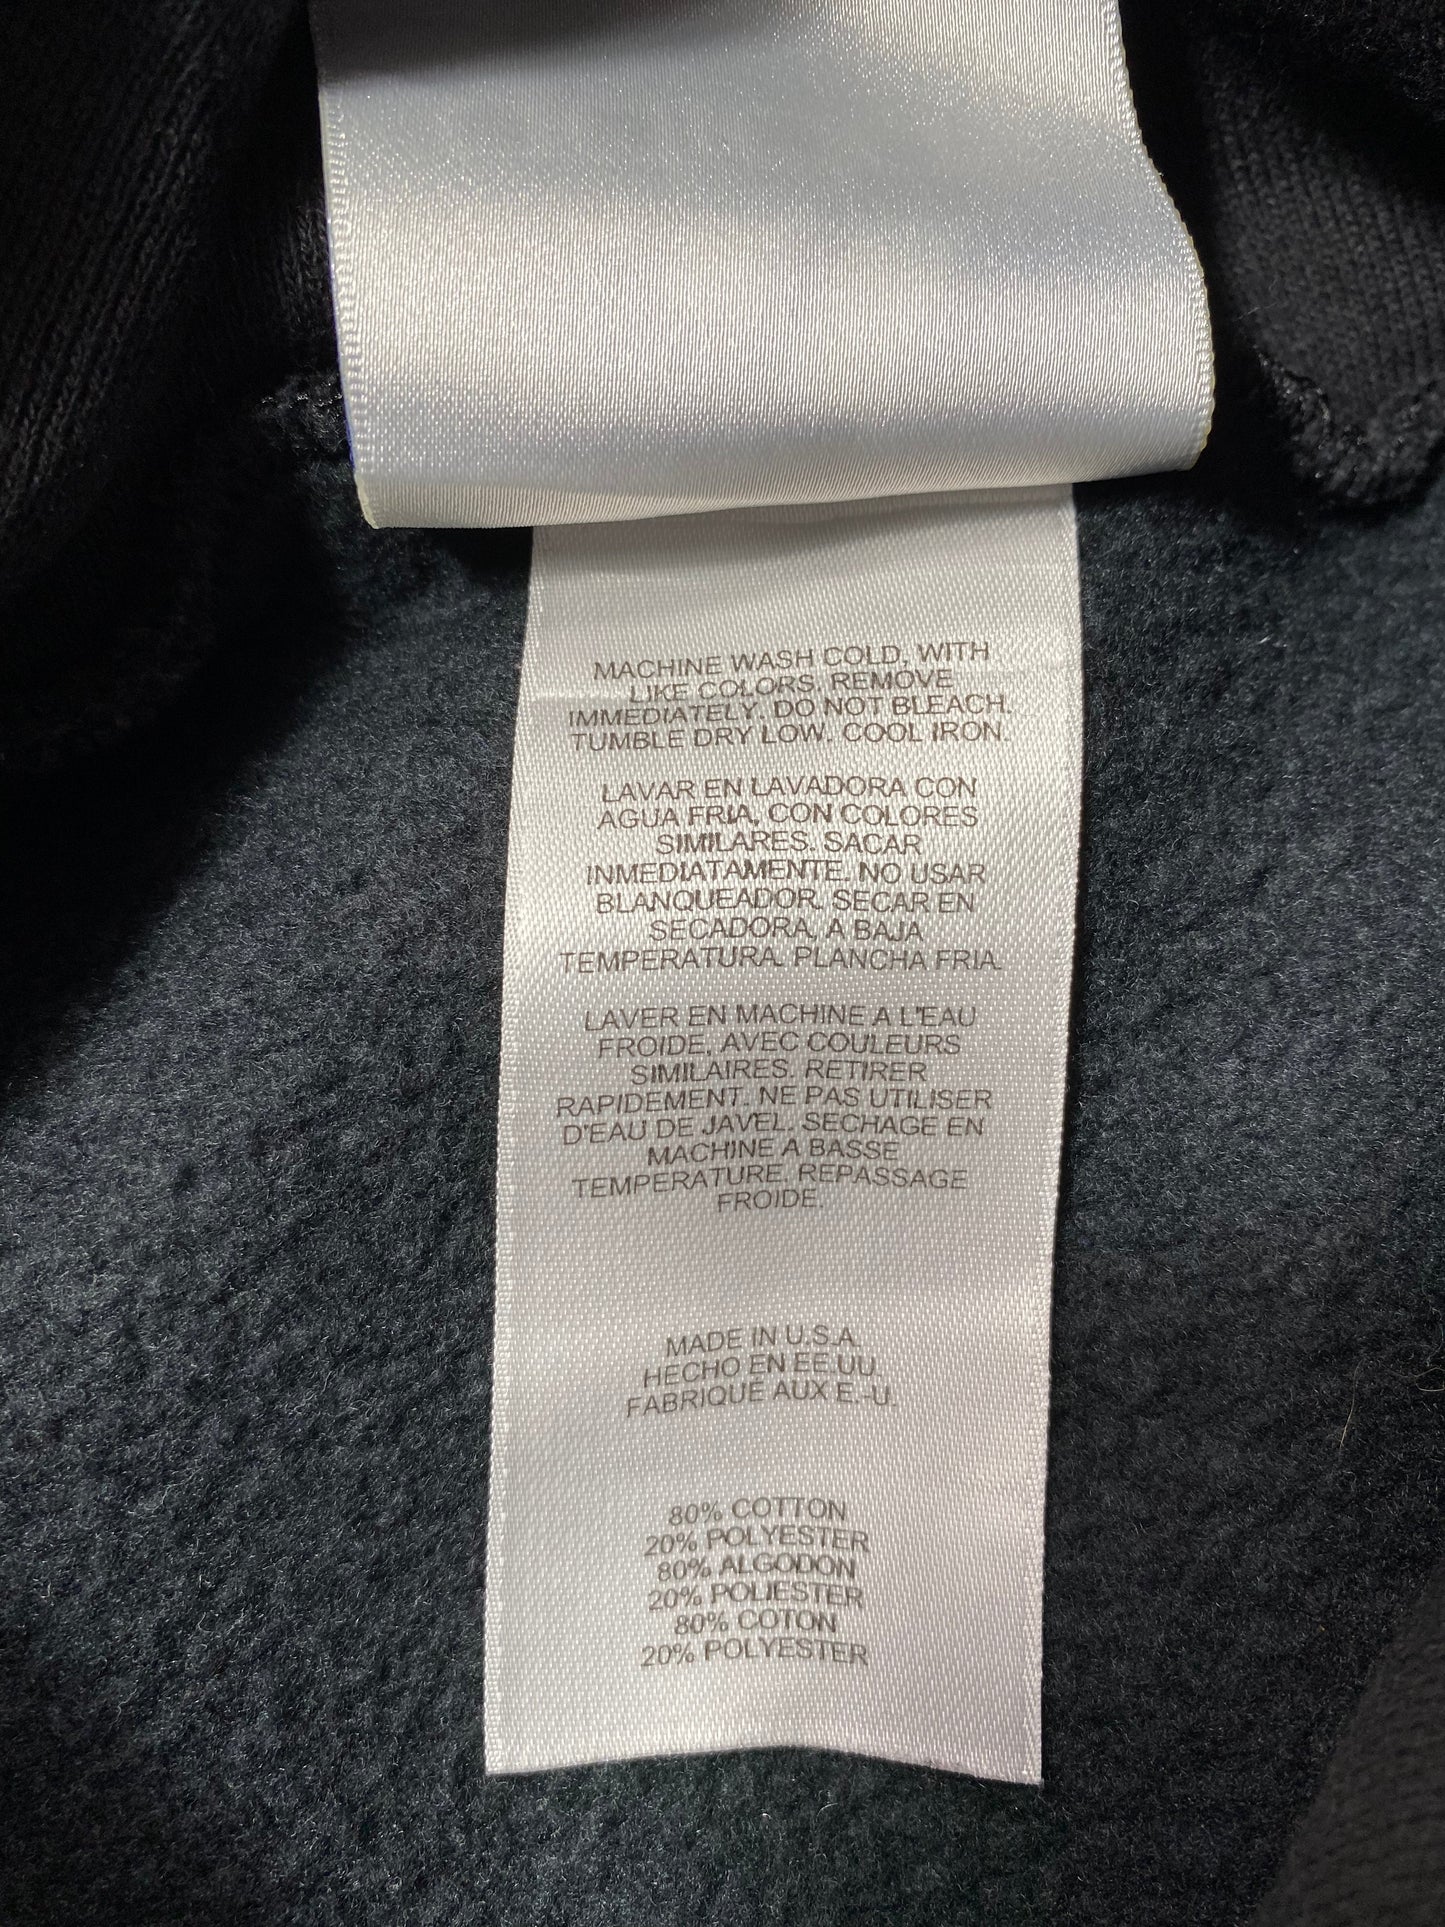 MACHINE WASH COLD, WITH
LIKE COLORS. REMOVE
IMMEDIATELY. DO NOT BLEACH.
TUMBLE DRY LOW. COOL IRON.
LAVAR EN LAVADORA CON
AGUA FRIA, CON COLORES
SIMILARES. SACAR
INMEDIATAMENTE. NO USAR
BLANQUEADOR. SECAR EN
SECADORA, A BAJA
TEMPERATURA. PLANCHA FRIA.
LAVER EN MACHINE A L'EAU
FROIDE, AVEC COULEURS
SIMILAIRES. RETIRER
RAPIDEMENT. NE PAS UTILISER
D'EAU DE JAVEL. SECHAGE EN
MACHINE A BASSE
TEMPERATURE. REPASSAGE
FROIDE.
MADE IN U.S.A.
HECHO EN EE.UU.
FABRIQUE AUX E.-U.
80% COTTON
20% POLYESTER
80% ALGODON
20% POLIESTER
80% COTON
20% POLYESTER